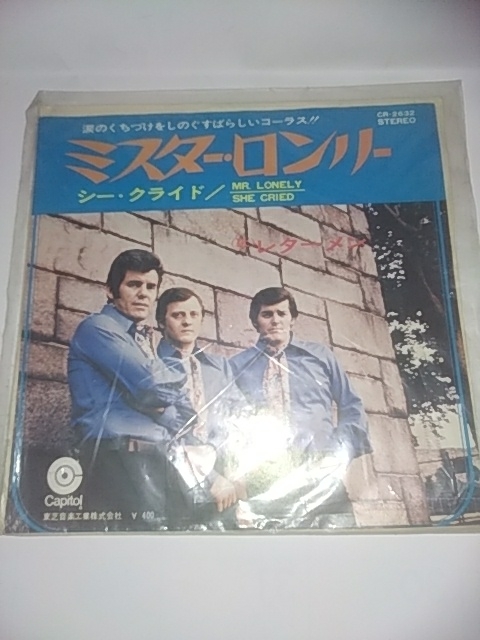 涙のくちづけをしのぐすばらしいコーラス!!
CR-2632
STEREO
ミスター・ロンリー
シー・クライド/MR. LONELY
SHE CRIED
レターメン
Capitol
東芝音楽工業株式会社 ¥ 400